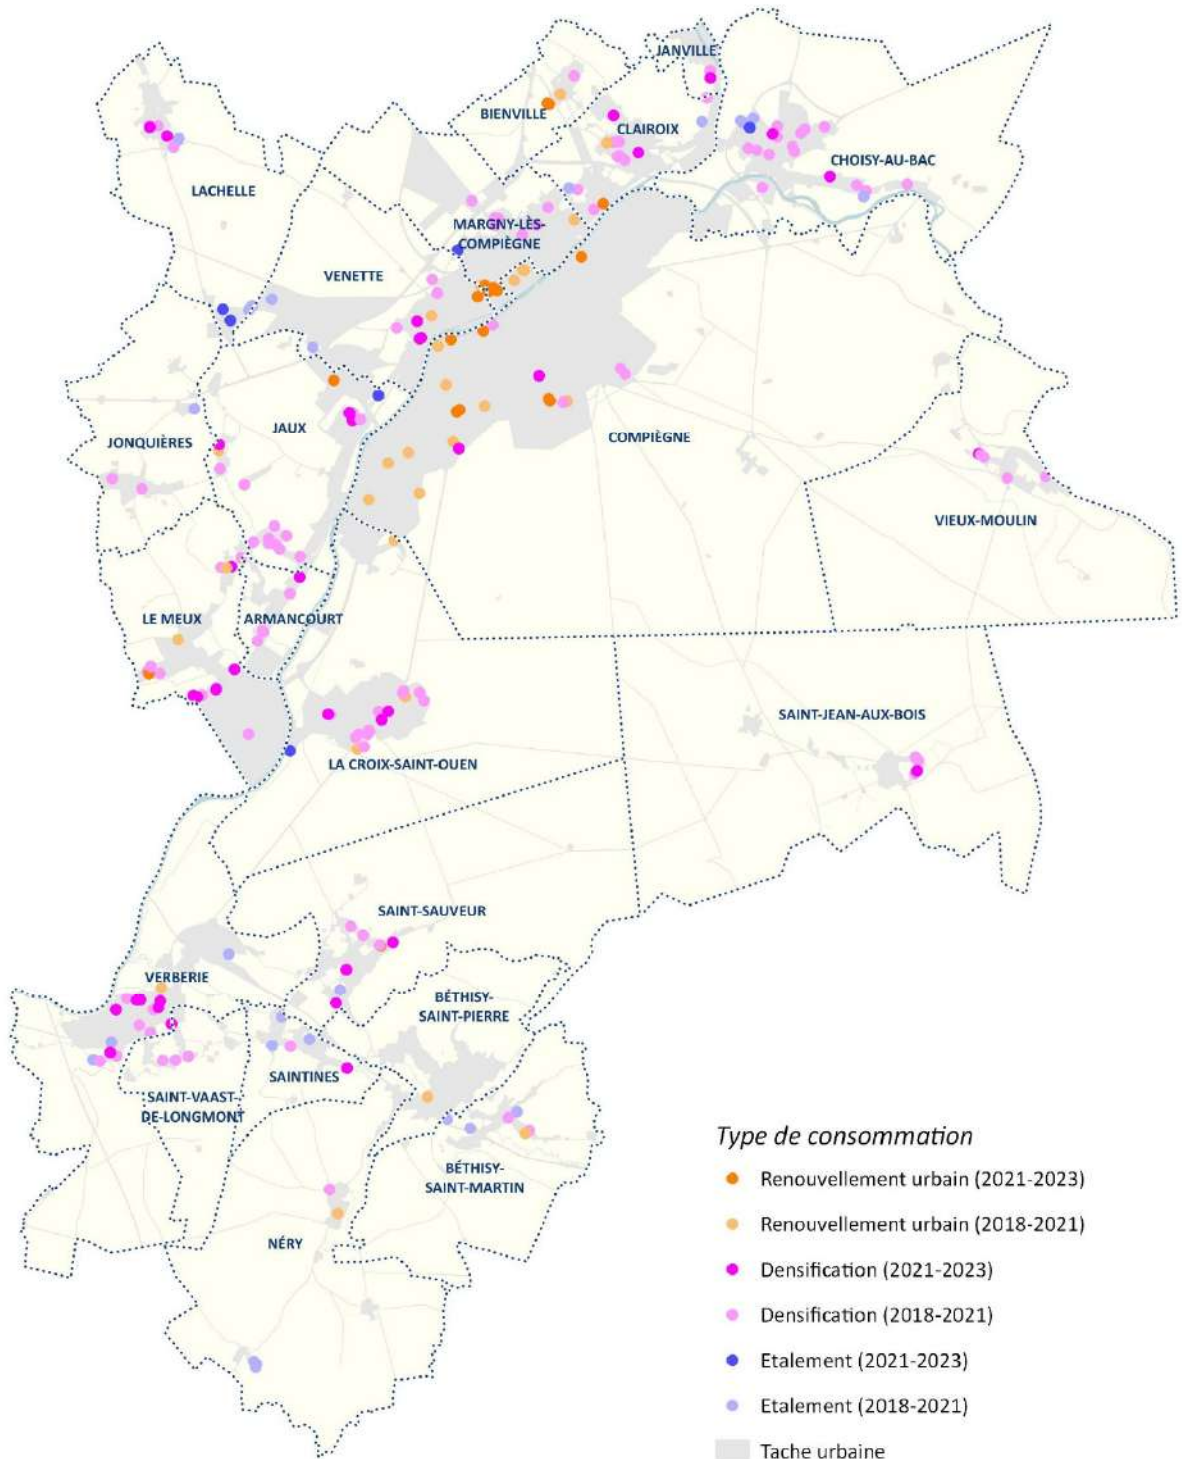 JANVILLE
BIENVILLE
CLAIROIX
CHOISY-AU-BAC
LACHELLE
MARGNY-LÈS-
COMPIÈGNE
VENETTE
JAUX
JONQUIÈRES
COMPIÈGNE
VIEUX-MOULIN
LE MEUX
ARMANCOURT
SAINT-JEAN-AUX-BOIS
LA CROIX-SAINT-OUEN
SAINT-SAUVEUR
VERBERIE
BÉTHISY-
SAINT-PIERRE
SAINTINES
SAINT-VAAST-
DE-LONGMONT
BÉTHISY-
SAINT-MARTIN
NÉRY
Type de consommation
Renouvellement urbain (2021-2023)
Renouvellement urbain (2018-2021)
Densification (2021-2023)
Densification (2018-2021)
Etalement (2021-2023)
Etalement (2018-2021)
Tache urbaine